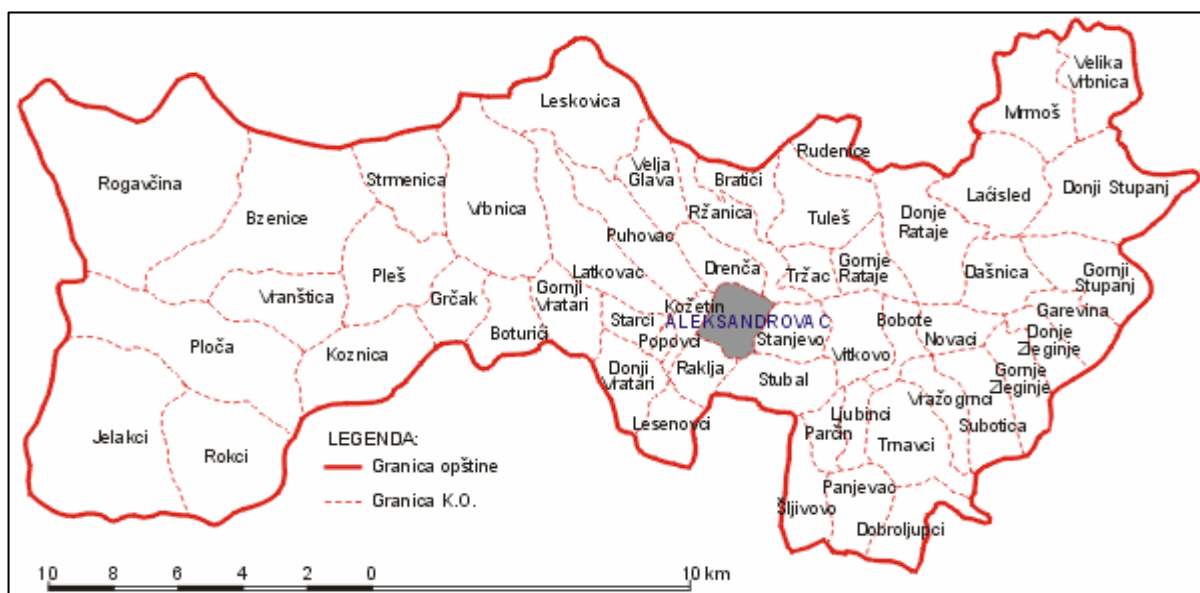 Velika
Vrbnica
Leskovica
Mrmoš
Rudenice
Velja
Glava
Bratići
Strmenica
Rogavčina
Donji Stupanj
Laćisled
Vrbnica
Ržanica
Tuleš
Donje
Rataje
Bzenice
Puhovac
Pleš
Latkovac
Drenča
Tržac
Gornje
Rataje
Dašnica
Gornji
Stupanj
Vranštica
Grčak
Gornji
Vratari
Kožetin
Garevina
Starci
ALEKSANDROVAC
Bobote
Boturići
Popovci
Stanjevo
Novaci
Donje
Zleginje
Ploča
Koznica
Vitkovo
Donji
Vratari
Raklja
Stubal
Gornje
Zleginje
Vražogrnci
Ljubinci
Lesenovci
Parčin
Subotica
Jelakci
Rokci
Trnavci
LEGENDA:
Granica opštine
Granica K.O.
Panjevac
Šljivovo
Dobroljupci
10 8 6 4 2 0 10 km